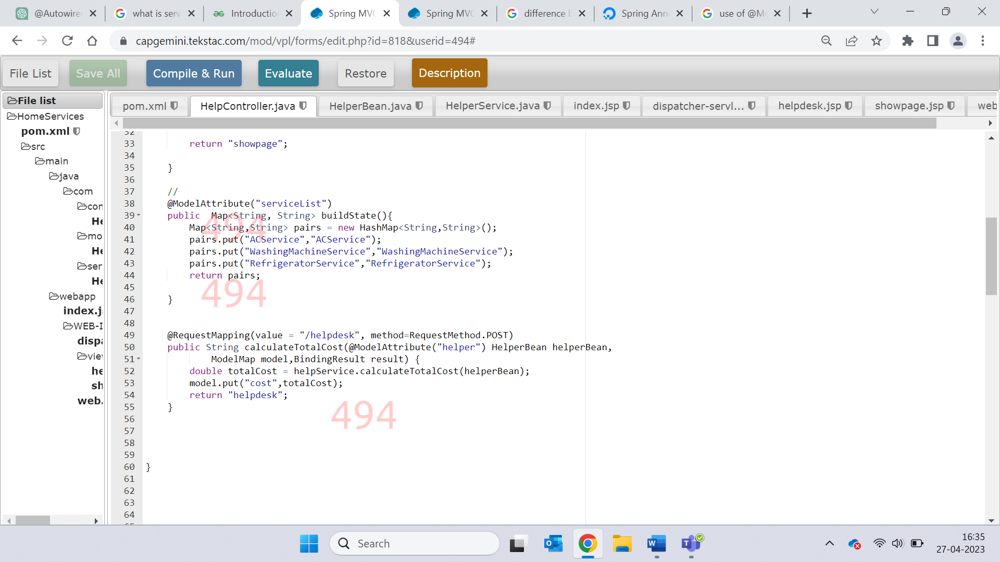 @Autowire
what is serv
Introduction
Spring MVC
Spring MVC
difference b
Spring Ann
use of @Mo
capgemini.tekstac.com/mod/vpl/forms/edit.php?id=818&userid=494#
File List
Save All
Compile & Run
Evaluate
Restore
Description
File list
HomeServices
pom.xml
src
main
java
com
con
He
mo
He
ser
He
webapp
index.j
WEB-I
dispa
vie
he
sh
web.
pom.xml
HelpController.java
HelperBean.java
HelperService.java
index.jsp
dispatcher-servl...
helpdesk.jsp
showpage.jsp
web
32
33 return "showpage";
34
35 }
36
37 //
38 @ModelAttribute("serviceList")
39 public Map<String, String> buildState(){
40 Map<String,String> pairs = new HashMap<String,String>();
41 pairs.put("ACService","ACService");
42 pairs.put("WashingMachineService","WashingMachineService");
43 pairs.put("RefrigeratorService","RefrigeratorService");
44 return pairs;
45
46 }
47
48
49 @RequestMapping(value = "/helpdesk", method=RequestMethod.POST)
50 public String calculateTotalCost(@ModelAttribute("helper") HelperBean helperBean,
51 ModelMap model,BindingResult result) {
52 double totalCost = helpService.calculateTotalCost(helperBean);
53 model.put("cost",totalCost);
54 return "helpdesk";
55 }
56
57
58
59
60 }
61
62
63
64
494
494
494
Search
16:35
27-04-2023